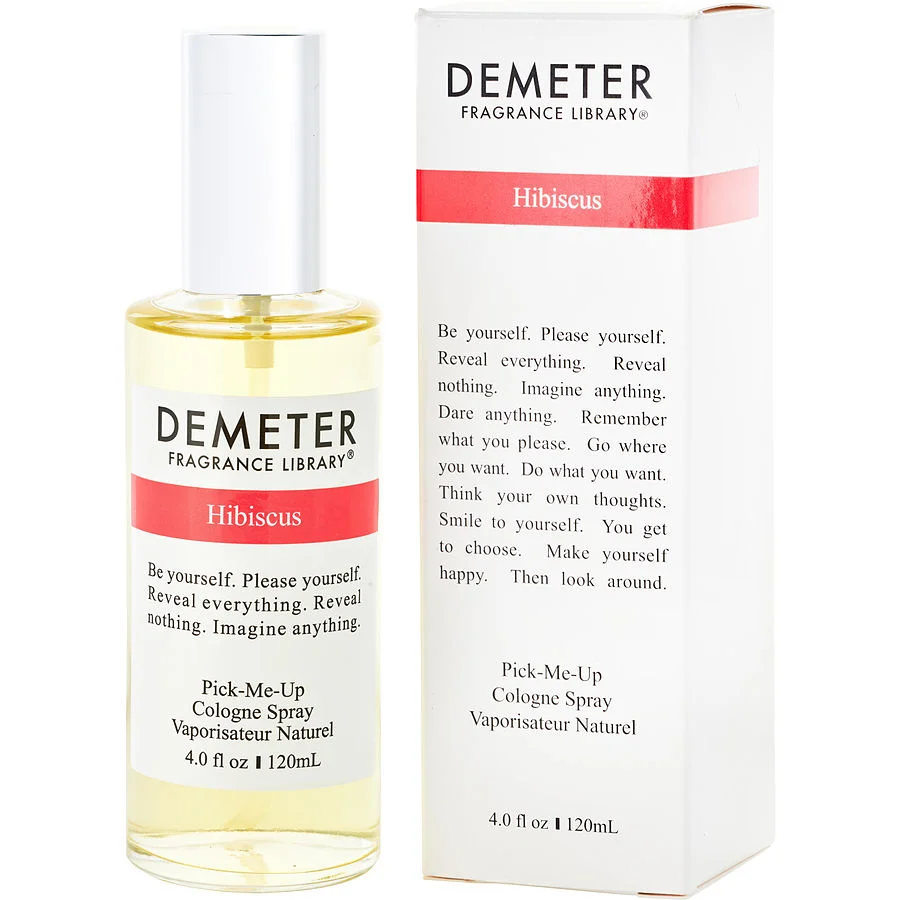 DEMETER
FRAGRANCE LIBRARY®
Hibiscus
Be yourself. Please yourself.
Reveal everything. Reveal
nothing. Imagine anything.
Pick-Me-Up
Cologne Spray
Vaporisateur Naturel
4.0 fl oz ▮ 120mL
DEMETER
FRAGRANCE LIBRARY®
Hibiscus
Be yourself. Please yourself.
Reveal everything. Reveal
nothing. Imagine anything.
Dare anything. Remember
what you please. Go where
you want. Do what you want.
Think your own thoughts.
Smile to yourself. You get
to choose. Make yourself
happy. Then look around.
Pick-Me-Up
Cologne Spray
Vaporisateur Naturel
4.0 fl oz ▮ 120mL